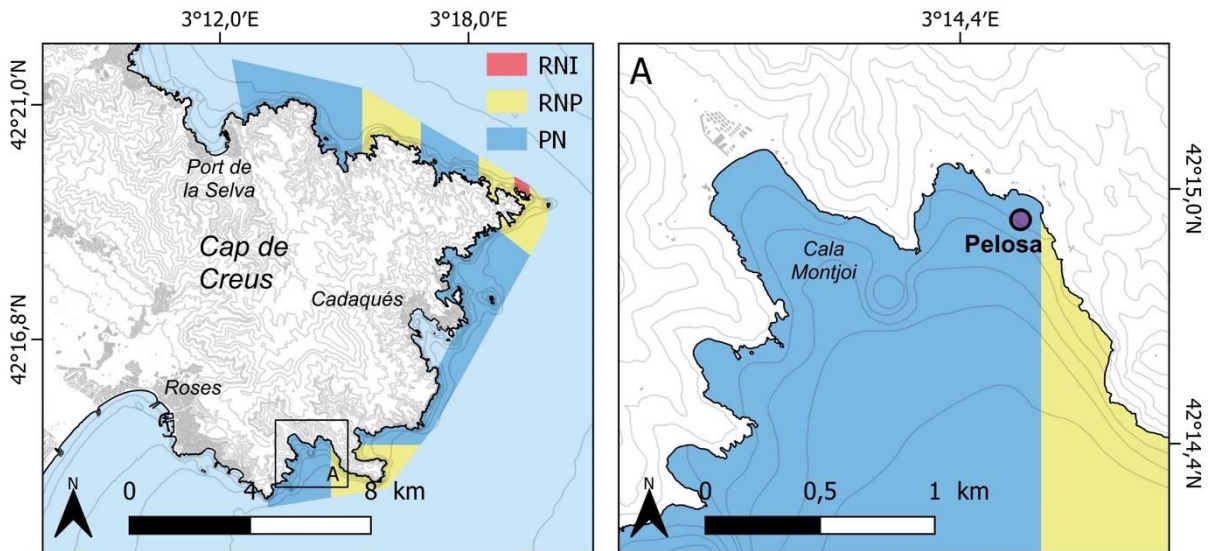 3°12,0′E
3°18,0′E
3°14,4′E
42°21,0′N
42°16,8′N
RNI
RNP
PN
Port de
la Selva
Cap de
Creus
Cadaqués
Roses
A
N
0
4
8 km
A
Cala
Montjoi
Pelosa
42°15,0′N
42°14,4′N
N
0
0,5
1 km